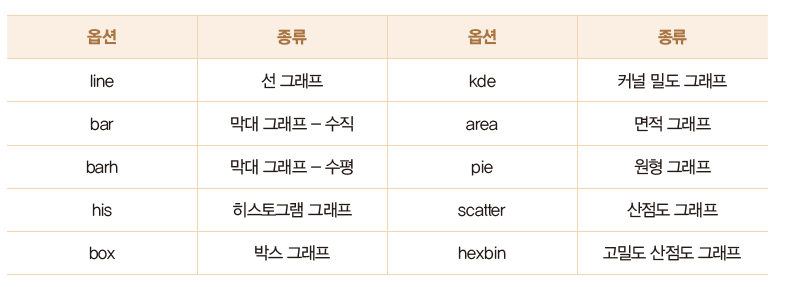 옵션 종류 옵션 종류
line 선 그래프 kde 커널 밀도 그래프
bar 막대 그래프 – 수직 area 면적 그래프
barh 막대 그래프 – 수평 pie 원형 그래프
his 히스토그램 그래프 scatter 산점도 그래프
box 박스 그래프 hexbin 고밀도 산점도 그래프